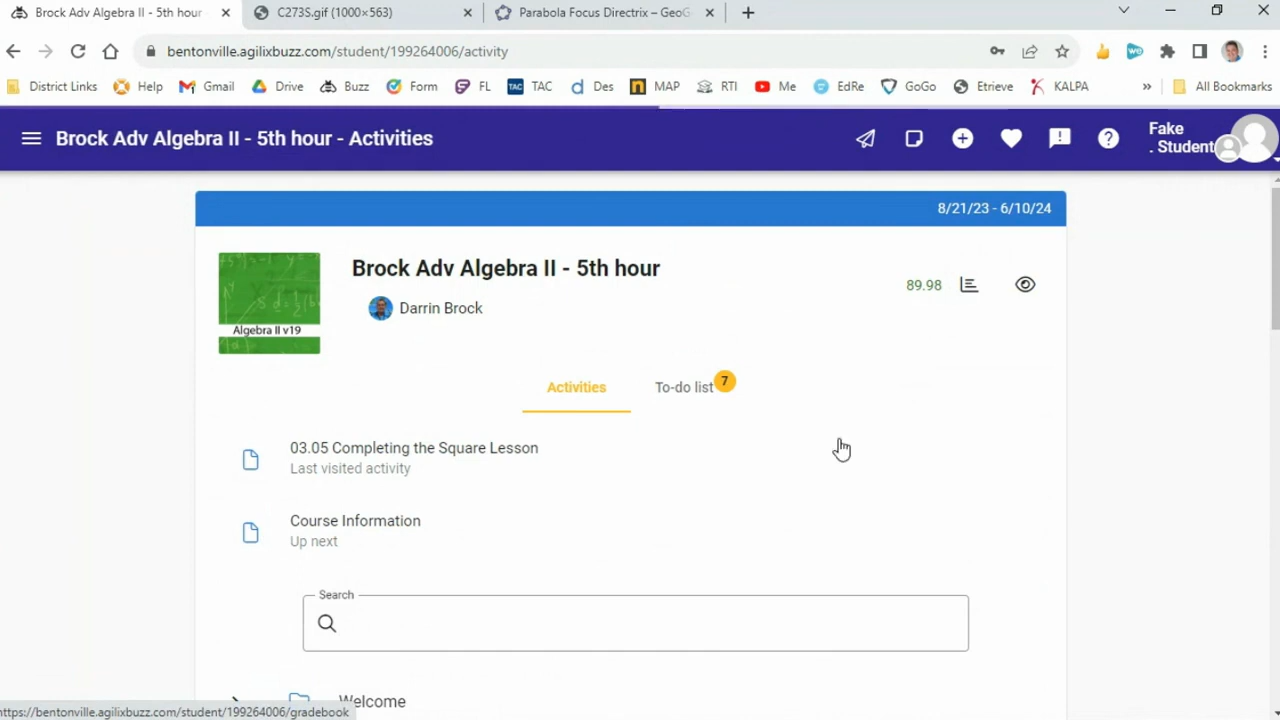 Brock Adv Algebra II - 5th hour
C273S.gif (1000×563)
Parabola Focus Directrix – GeoG
bentonville.agilixbuzz.com/student/199264006/activity
District Links
Help
Gmail
Drive
Buzz
Form
FL
TAC
TAC
Des
MAP
RTI
Me
EdRe
GoGo
Etrieve
KALPA
»
All Bookmarks
Brock Adv Algebra II - 5th hour - Activities
Fake
. Student
8/21/23 - 6/10/24
Brock Adv Algebra II - 5th hour
89.98
Darrin Brock
Algebra II v19
Activities
To-do list
7
03.05 Completing the Square Lesson
Last visited activity
Course Information
Up next
Search
Welcome
https://bentonville.agilixbuzz.com/student/199264006/gradebook